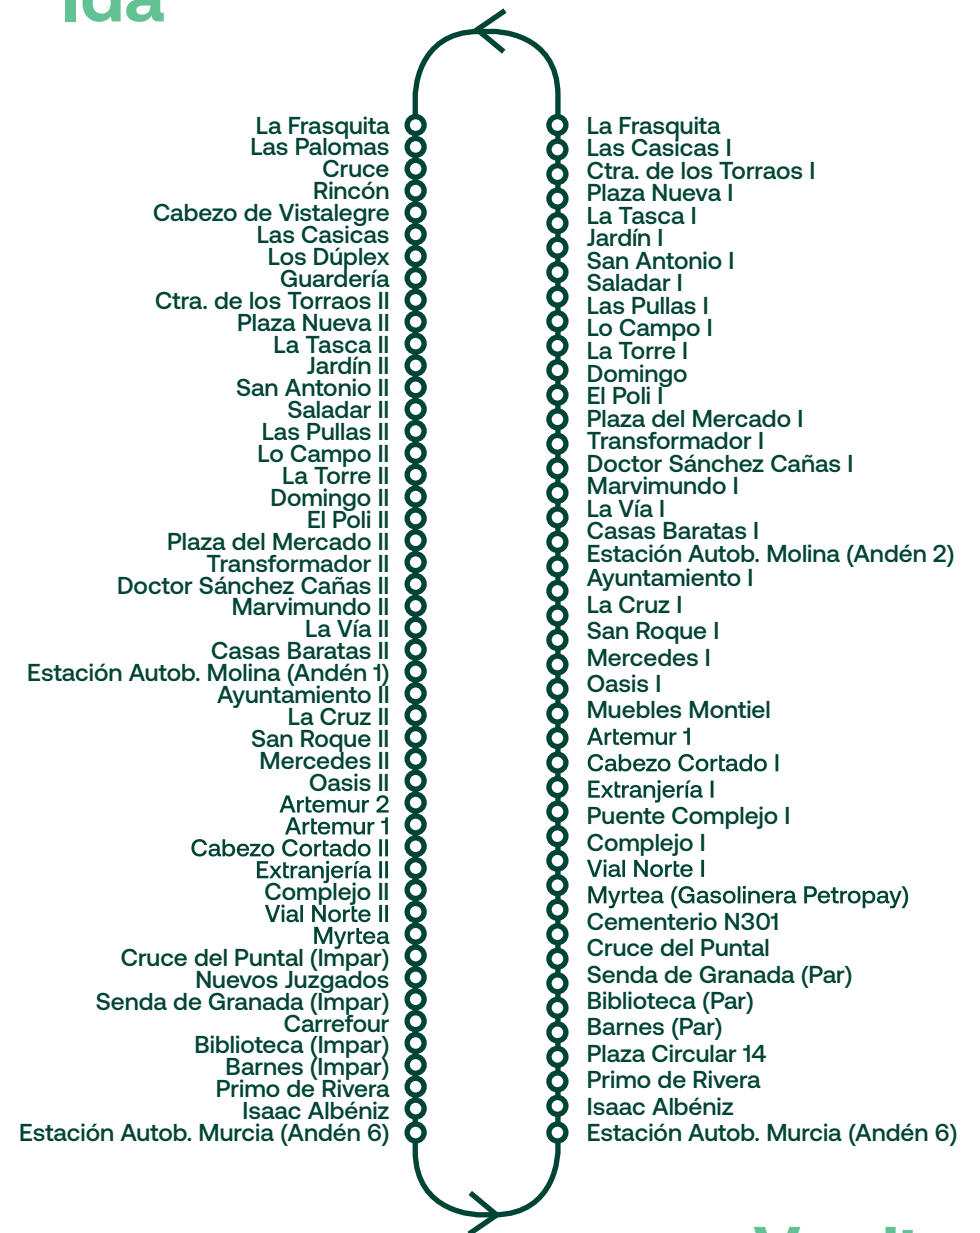 Ida
La Frasquita
Las Palomas
Cruce
Rincón
Cabezo de Vistalegre
Las Casicas
Los Dúplex
Guardería
Ctra. de los Torraos II
Plaza Nueva II
La Tasca II
Jardín II
San Antonio II
Saladar II
Las Pullas II
Lo Campo II
La Torre II
Domingo II
El Poli II
Plaza del Mercado II
Transformador II
Doctor Sánchez Cañas II
Marvimundo II
La Vía II
Casas Baratas II
Estación Autob. Molina (Andén 1)
Ayuntamiento II
La Cruz II
San Roque II
Mercedes II
Oasis II
Artemur 2
Artemur 1
Cabezo Cortado II
Extranjería II
Complejo II
Vial Norte II
Myrtea
Cruce del Puntal (Impar)
Nuevos Juzgados
Senda de Granada (Impar)
Carrefour
Biblioteca (Impar)
Barnes (Impar)
Primo de Rivera
Isaac Albéniz
Estación Autob. Murcia (Andén 6)
La Frasquita
Las Casicas I
Ctra. de los Torraos I
Plaza Nueva I
La Tasca I
Jardín I
San Antonio I
Saladar I
Las Pullas I
Lo Campo I
La Torre I
Domingo
El Poli I
Plaza del Mercado I
Transformador I
Doctor Sánchez Cañas I
Marvimundo I
La Vía I
Casas Baratas I
Estación Autob. Molina (Andén 2)
Ayuntamiento I
La Cruz I
San Roque I
Mercedes I
Oasis I
Muebles Montiel
Artemur 1
Cabezo Cortado I
Extranjería I
Puente Complejo I
Complejo I
Vial Norte I
Myrtea (Gasolinera Petropay)
Cementerio N301
Cruce del Puntal
Senda de Granada (Par)
Biblioteca (Par)
Barnes (Par)
Plaza Circular 14
Primo de Rivera
Isaac Albéniz
Estación Autob. Murcia (Andén 6)